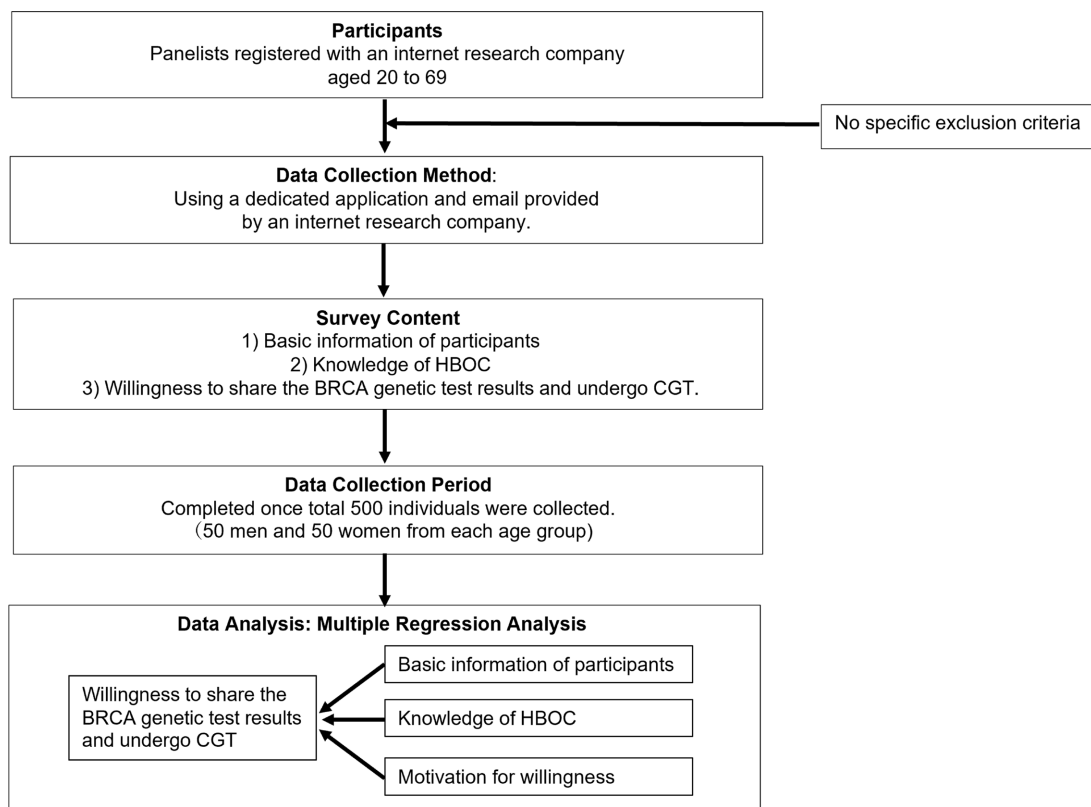 Participants
Panelists registered with an internet research company
aged 20 to 69
No specific exclusion criteria
Data Collection Method:
Using a dedicated application and email provided
by an internet research company.
Survey Content
1) Basic information of participants
2) Knowledge of HBOC
3) Willingness to share the BRCA genetic test results and undergo CGT.
Data Collection Period
Completed once total 500 individuals were collected.
（50 men and 50 women from each age group)
Data Analysis: Multiple Regression Analysis
Willingness to share the
BRCA genetic test results
and undergo CGT
Basic information of participants
Knowledge of HBOC
Motivation for willingness